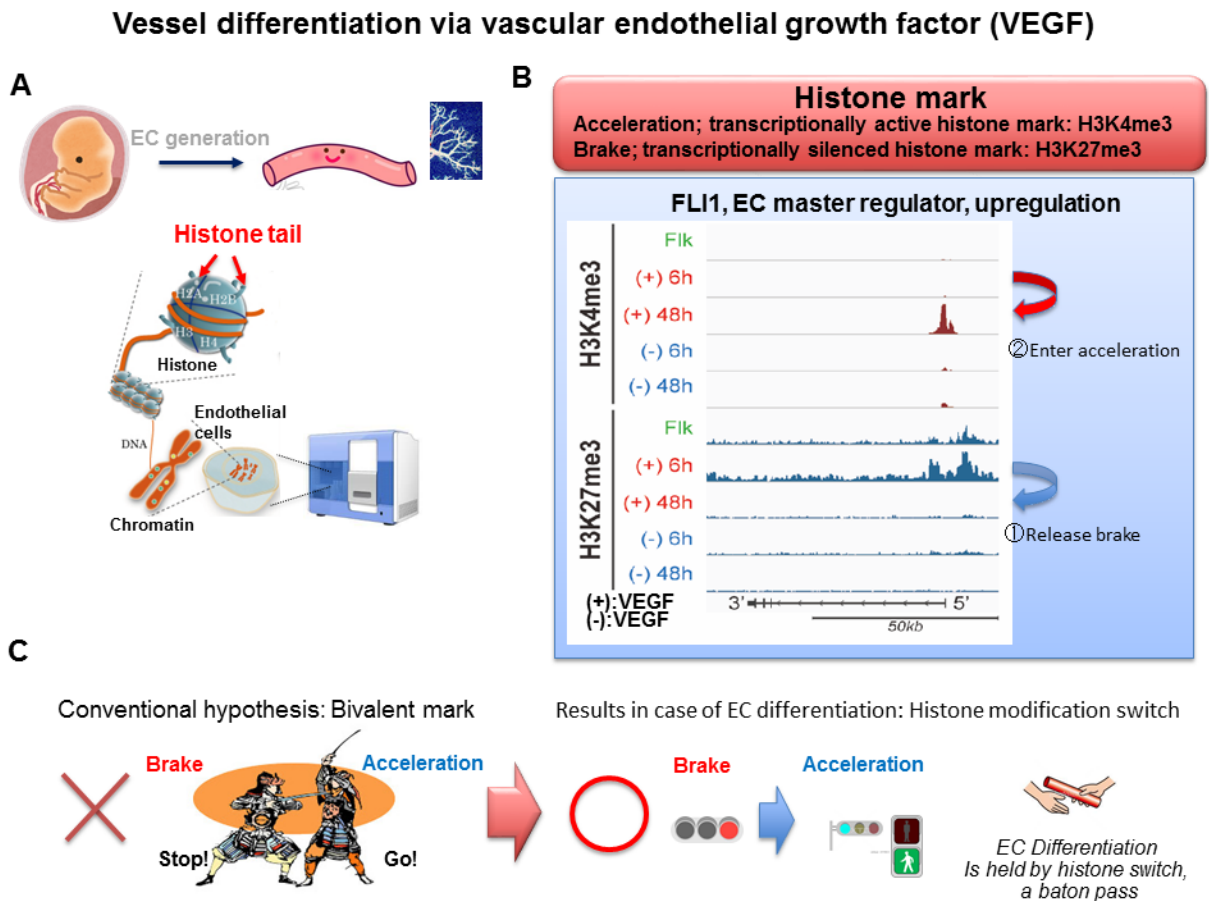 Vessel differentiation via vascular endothelial growth factor (VEGF)
A
EC generation
Histone tail
H2A
H2B
H3
H4
Histone
DNA
Endothelial
cells
Chromatin
B
Histone mark
Acceleration; transcriptionally active histone mark: H3K4me3
Brake; transcriptionally silenced histone mark: H3K27me3
FLI1, EC master regulator, upregulation
H3K4me3
Flk
(+) 6h
(+) 48h
(-) 6h
(-) 48h
②Enter acceleration
H3K27me3
Flk
(+) 6h
(+) 48h
(-) 6h
(-) 48h
①Release brake
(+):VEGF
(-):VEGF
3’
5’
50kb
C
Conventional hypothesis: Bivalent mark
Brake
Acceleration
Stop!
Go!
Results in case of EC differentiation: Histone modification switch
Brake
Acceleration
EC Differentiation
Is held by histone switch,
a baton pass